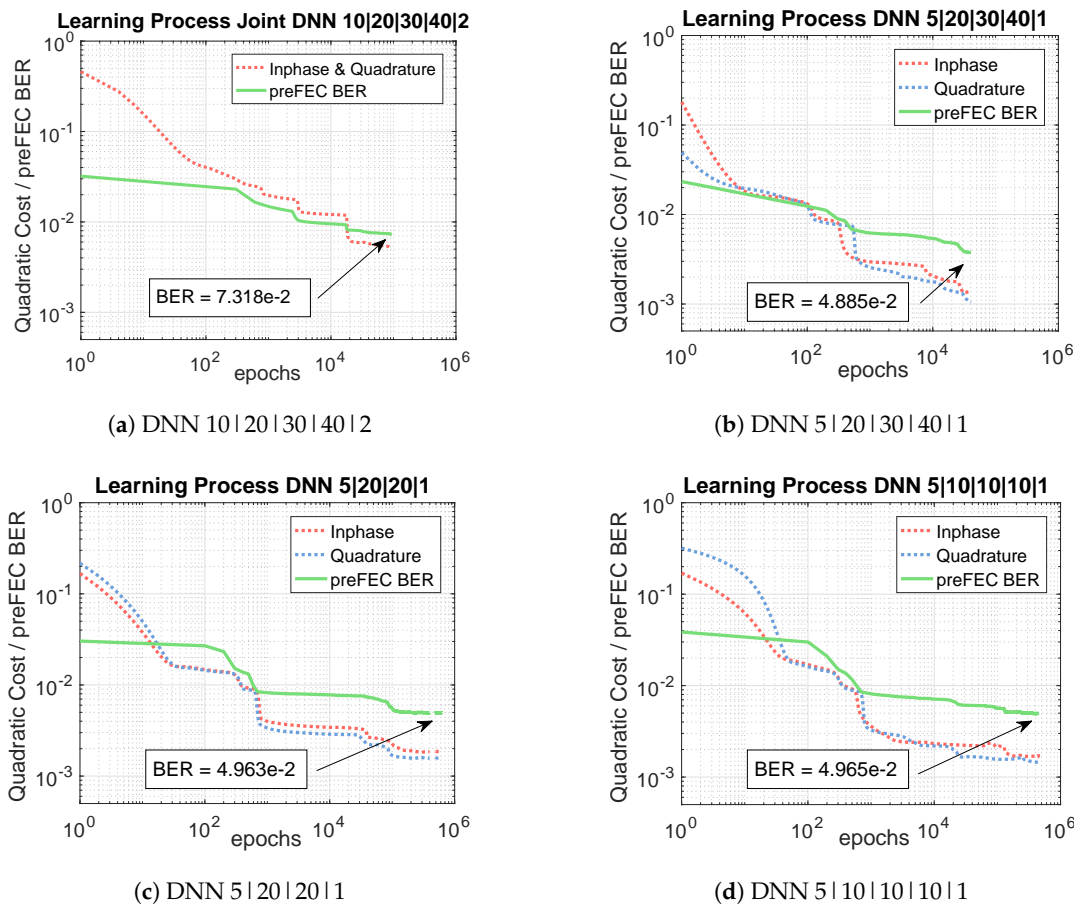 Learning Process Joint DNN 10|20|30|40|2
10^0
10^-1
10^-2
10^-3
Quadratic Cost / preFEC BER
Inphase & Quadrature
preFEC BER
BER = 7.318e-2
10^0 10^2 10^4 10^6
epochs
(a) DNN 10 | 20 | 30 | 40 | 2
Learning Process DNN 5|20|30|40|1
10^0
10^-1
10^-2
10^-3
Quadratic Cost / preFEC BER
Inphase
Quadrature
preFEC BER
BER = 4.885e-2
10^0 10^2 10^4 10^6
epochs
(b) DNN 5 | 20 | 30 | 40 | 1
Learning Process DNN 5|20|20|1
10^0
10^-1
10^-2
10^-3
Quadratic Cost / preFEC BER
Inphase
Quadrature
preFEC BER
BER = 4.963e-2
10^0 10^2 10^4 10^6
epochs
(c) DNN 5 | 20 | 20 | 1
Learning Process DNN 5|10|10|10|1
10^0
10^-1
10^-2
10^-3
Quadratic Cost / preFEC BER
Inphase
Quadrature
preFEC BER
BER = 4.965e-2
10^0 10^2 10^4 10^6
epochs
(d) DNN 5 | 10 | 10 | 10 | 1